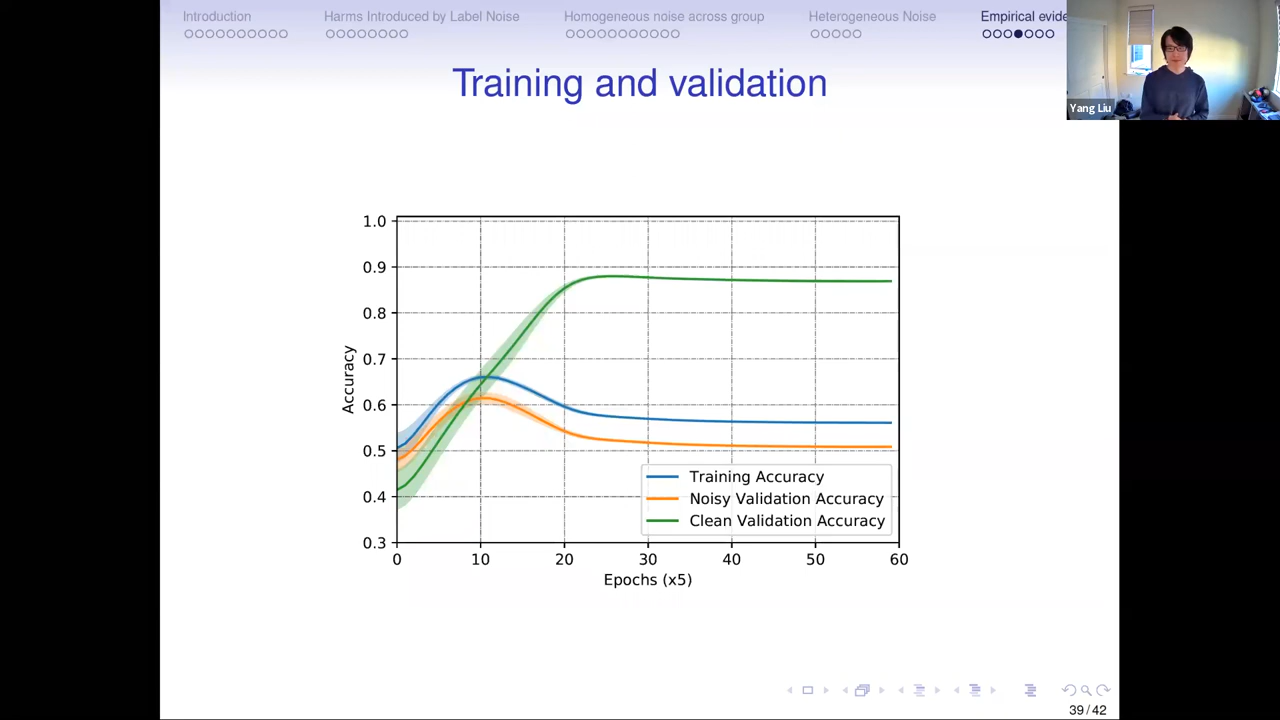 Introduction
Harms Introduced by Label Noise
Homogeneous noise across group
Heterogeneous Noise
Empirical evide
Yang Liu
Training and validation
1.0
0.9
0.8
0.7
0.6
0.5
0.4
0.3
Accuracy
Training Accuracy
Noisy Validation Accuracy
Clean Validation Accuracy
0 10 20 30 40 50 60
Epochs (x5)
39/42